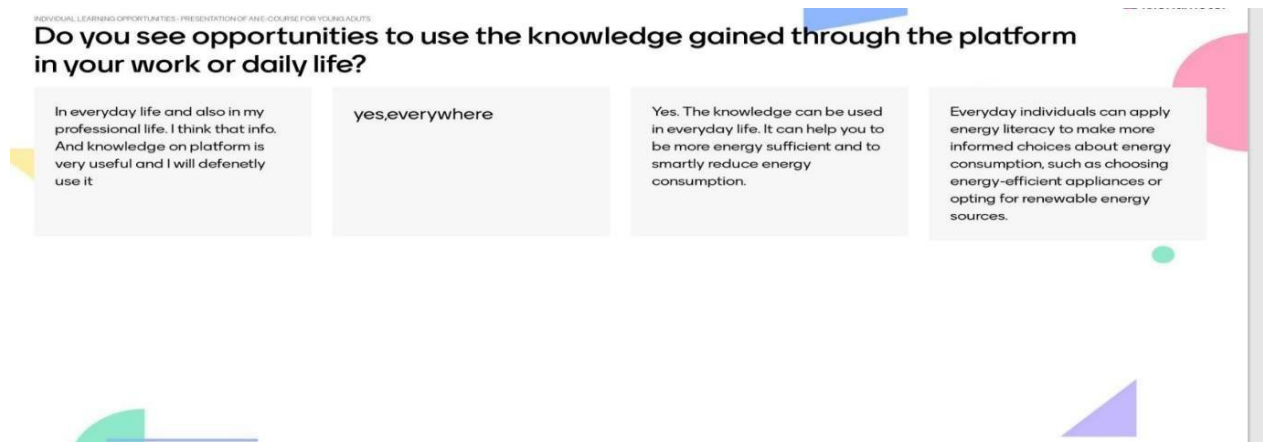 INDIVIDUAL LEARNING OPPORTUNITIES - PRESENTATION OF AN E-COURSE FOR YOUNG ADUTS
Do you see opportunities to use the knowledge gained through the platform
in your work or daily life?
In everyday life and also in my
professional life. I think that info.
And knowledge on platform is
very useful and I will defenetly
use it
yes,everywhere
Yes. The knowledge can be used
in everyday life. It can help you to
be more energy sufficient and to
smartly reduce energy
consumption.
Everyday individuals can apply
energy literacy to make more
informed choices about energy
consumption, such as choosing
energy-efficient appliances or
opting for renewable energy
sources.